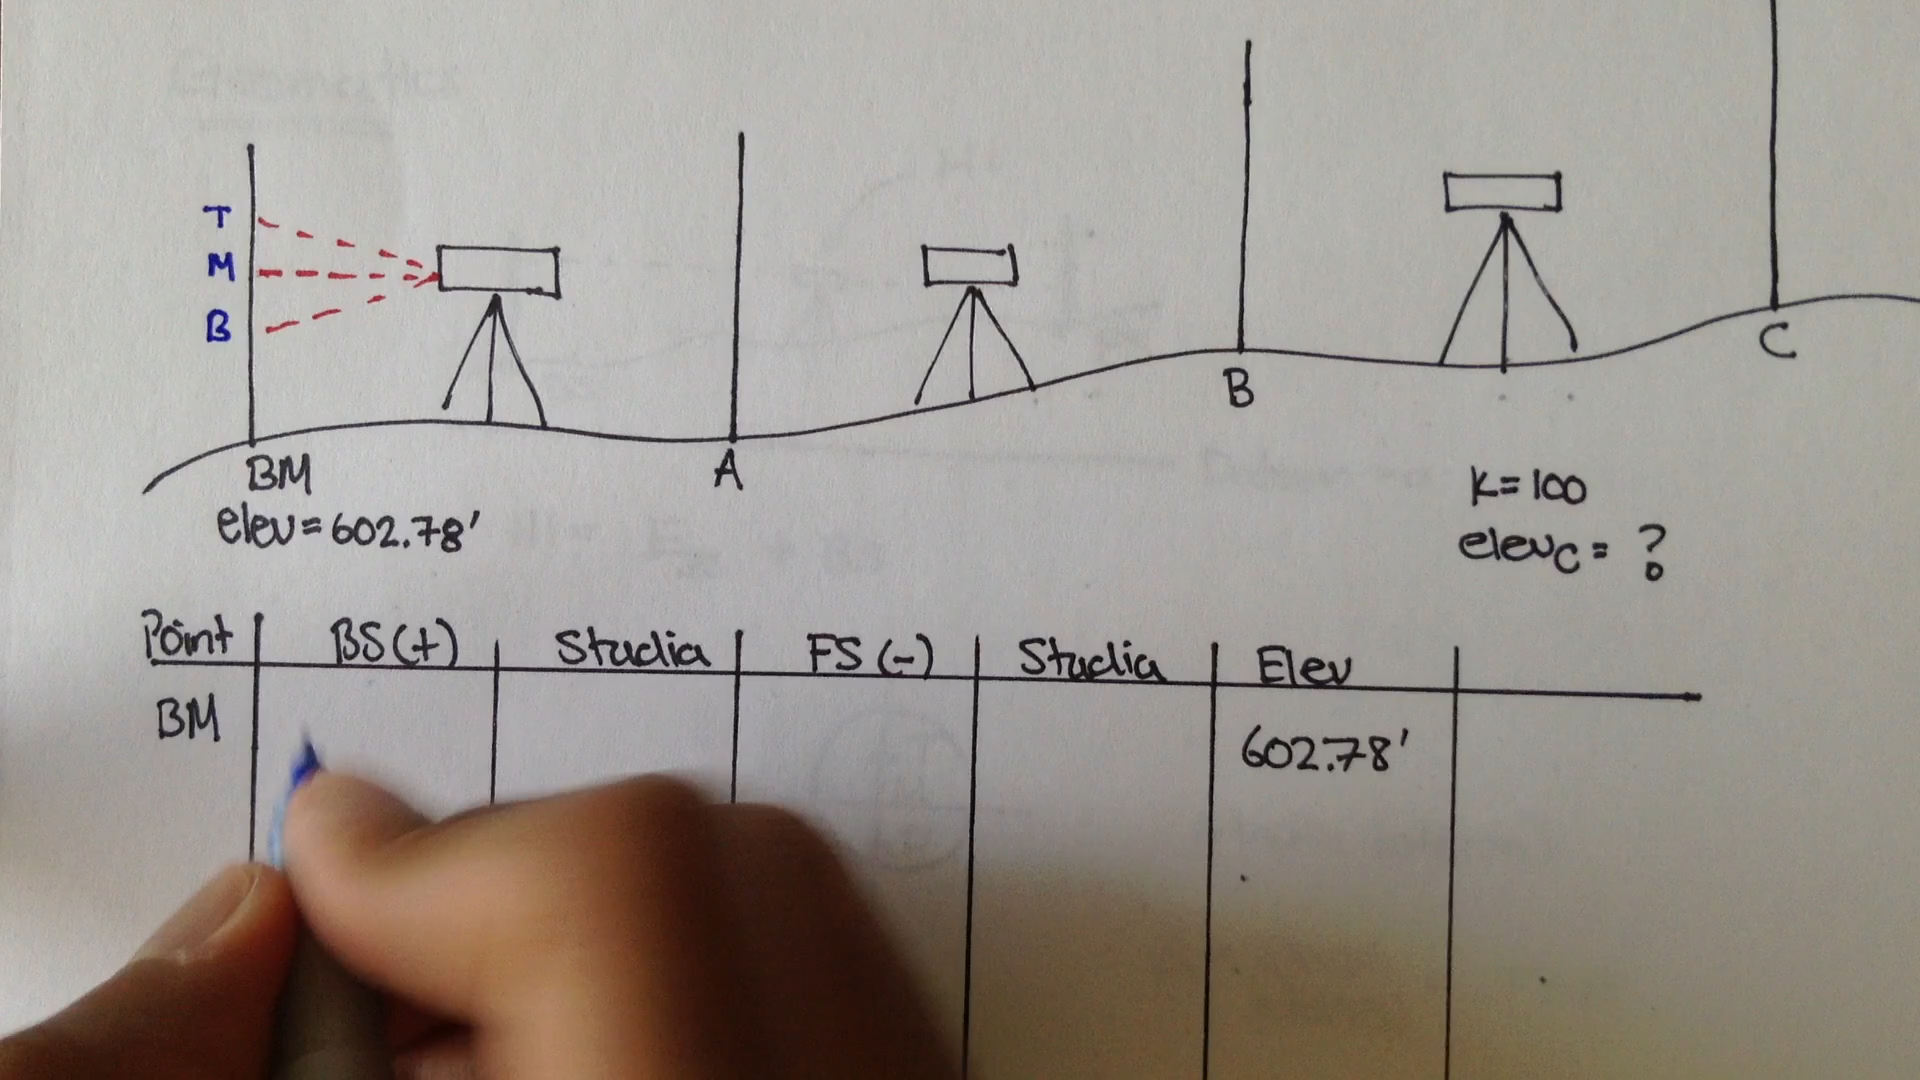 T
M
B
BM
elev=602.78'
A
B
C
K=100
elevC= ?
Point BS(+) Stadia FS(-) Stadia Elev
BM 602.78'